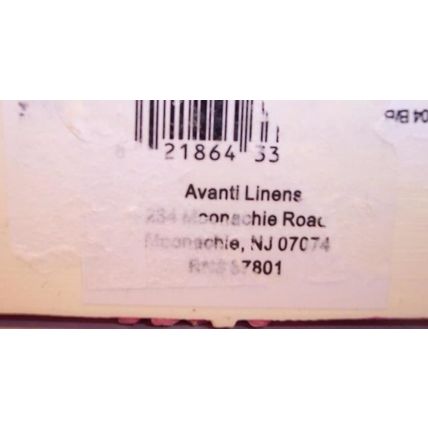 21864 33
Avanti Linens
234 Moonachie Road
Moonachie, NJ 07074